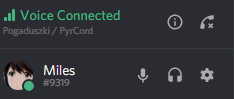 Voice Connected
Pogaduszki / PyrCord
Miles
#9319